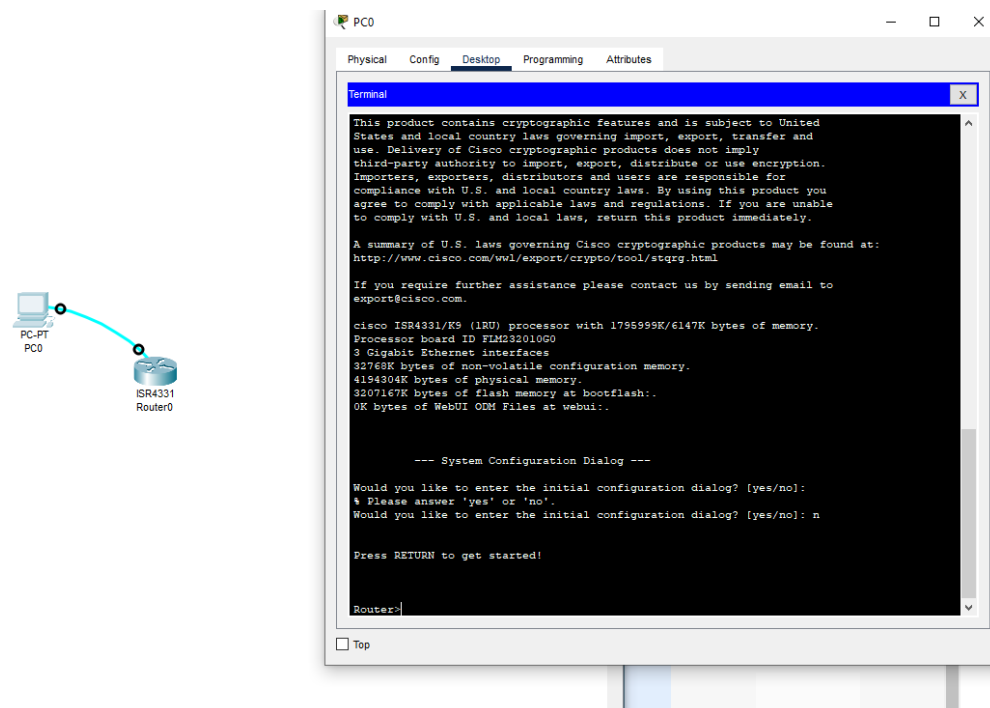 PC0
Physical Config Desktop Programming Attributes
Terminal X
This product contains cryptographic features and is subject to United
States and local country laws governing import, export, transfer and
use. Delivery of Cisco cryptographic products does not imply
third-party authority to import, export, distribute or use encryption.
Importers, exporters, distributors and users are responsible for
compliance with U.S. and local country laws. By using this product you
agree to comply with applicable laws and regulations. If you are unable
to comply with U.S. and local laws, return this product immediately.
A summary of U.S. laws governing Cisco cryptographic products may be found at:
http://www.cisco.com/wwl/export/crypto/tool/stqrg.html
If you require further assistance please contact us by sending email to
export@cisco.com.
cisco ISR4331/K9 (1RU) processor with 1795999K/6147K bytes of memory.
Processor board ID FLM232010G0
3 Gigabit Ethernet interfaces
32768K bytes of non-volatile configuration memory.
4194304K bytes of physical memory.
3207167K bytes of flash memory at bootflash:.
0K bytes of WebUI ODM Files at webui:.
--- System Configuration Dialog ---
Would you like to enter the initial configuration dialog? [yes/no]:
% Please answer 'yes' or 'no'.
Would you like to enter the initial configuration dialog? [yes/no]: n
Press RETURN to get started!
Router>
Top
PC-PT
PC0
ISR4331
Router0